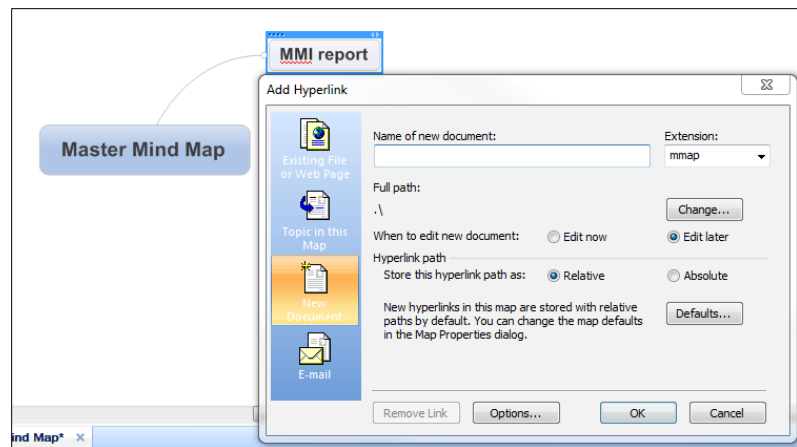 MMI report
Master Mind Map
Add Hyperlink
Existing File
or Web Page
Topic in this
Map
New
Document
E-mail
Name of new document:
Extension:
mmap
Full path:
.\
Change...
When to edit new document:
Edit now
Edit later
Hyperlink path
Store this hyperlink path as:
Relative
Absolute
New hyperlinks in this map are stored with relative
paths by default. You can change the map defaults
in the Map Properties dialog.
Defaults...
Remove Link
Options...
OK
Cancel
ind Map*